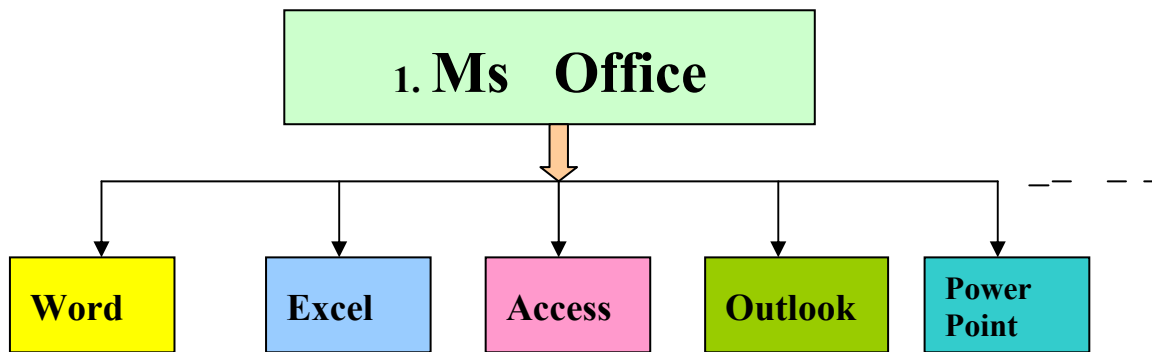 1. Ms Office
Word
Excel
Access
Outlook
Power
Point